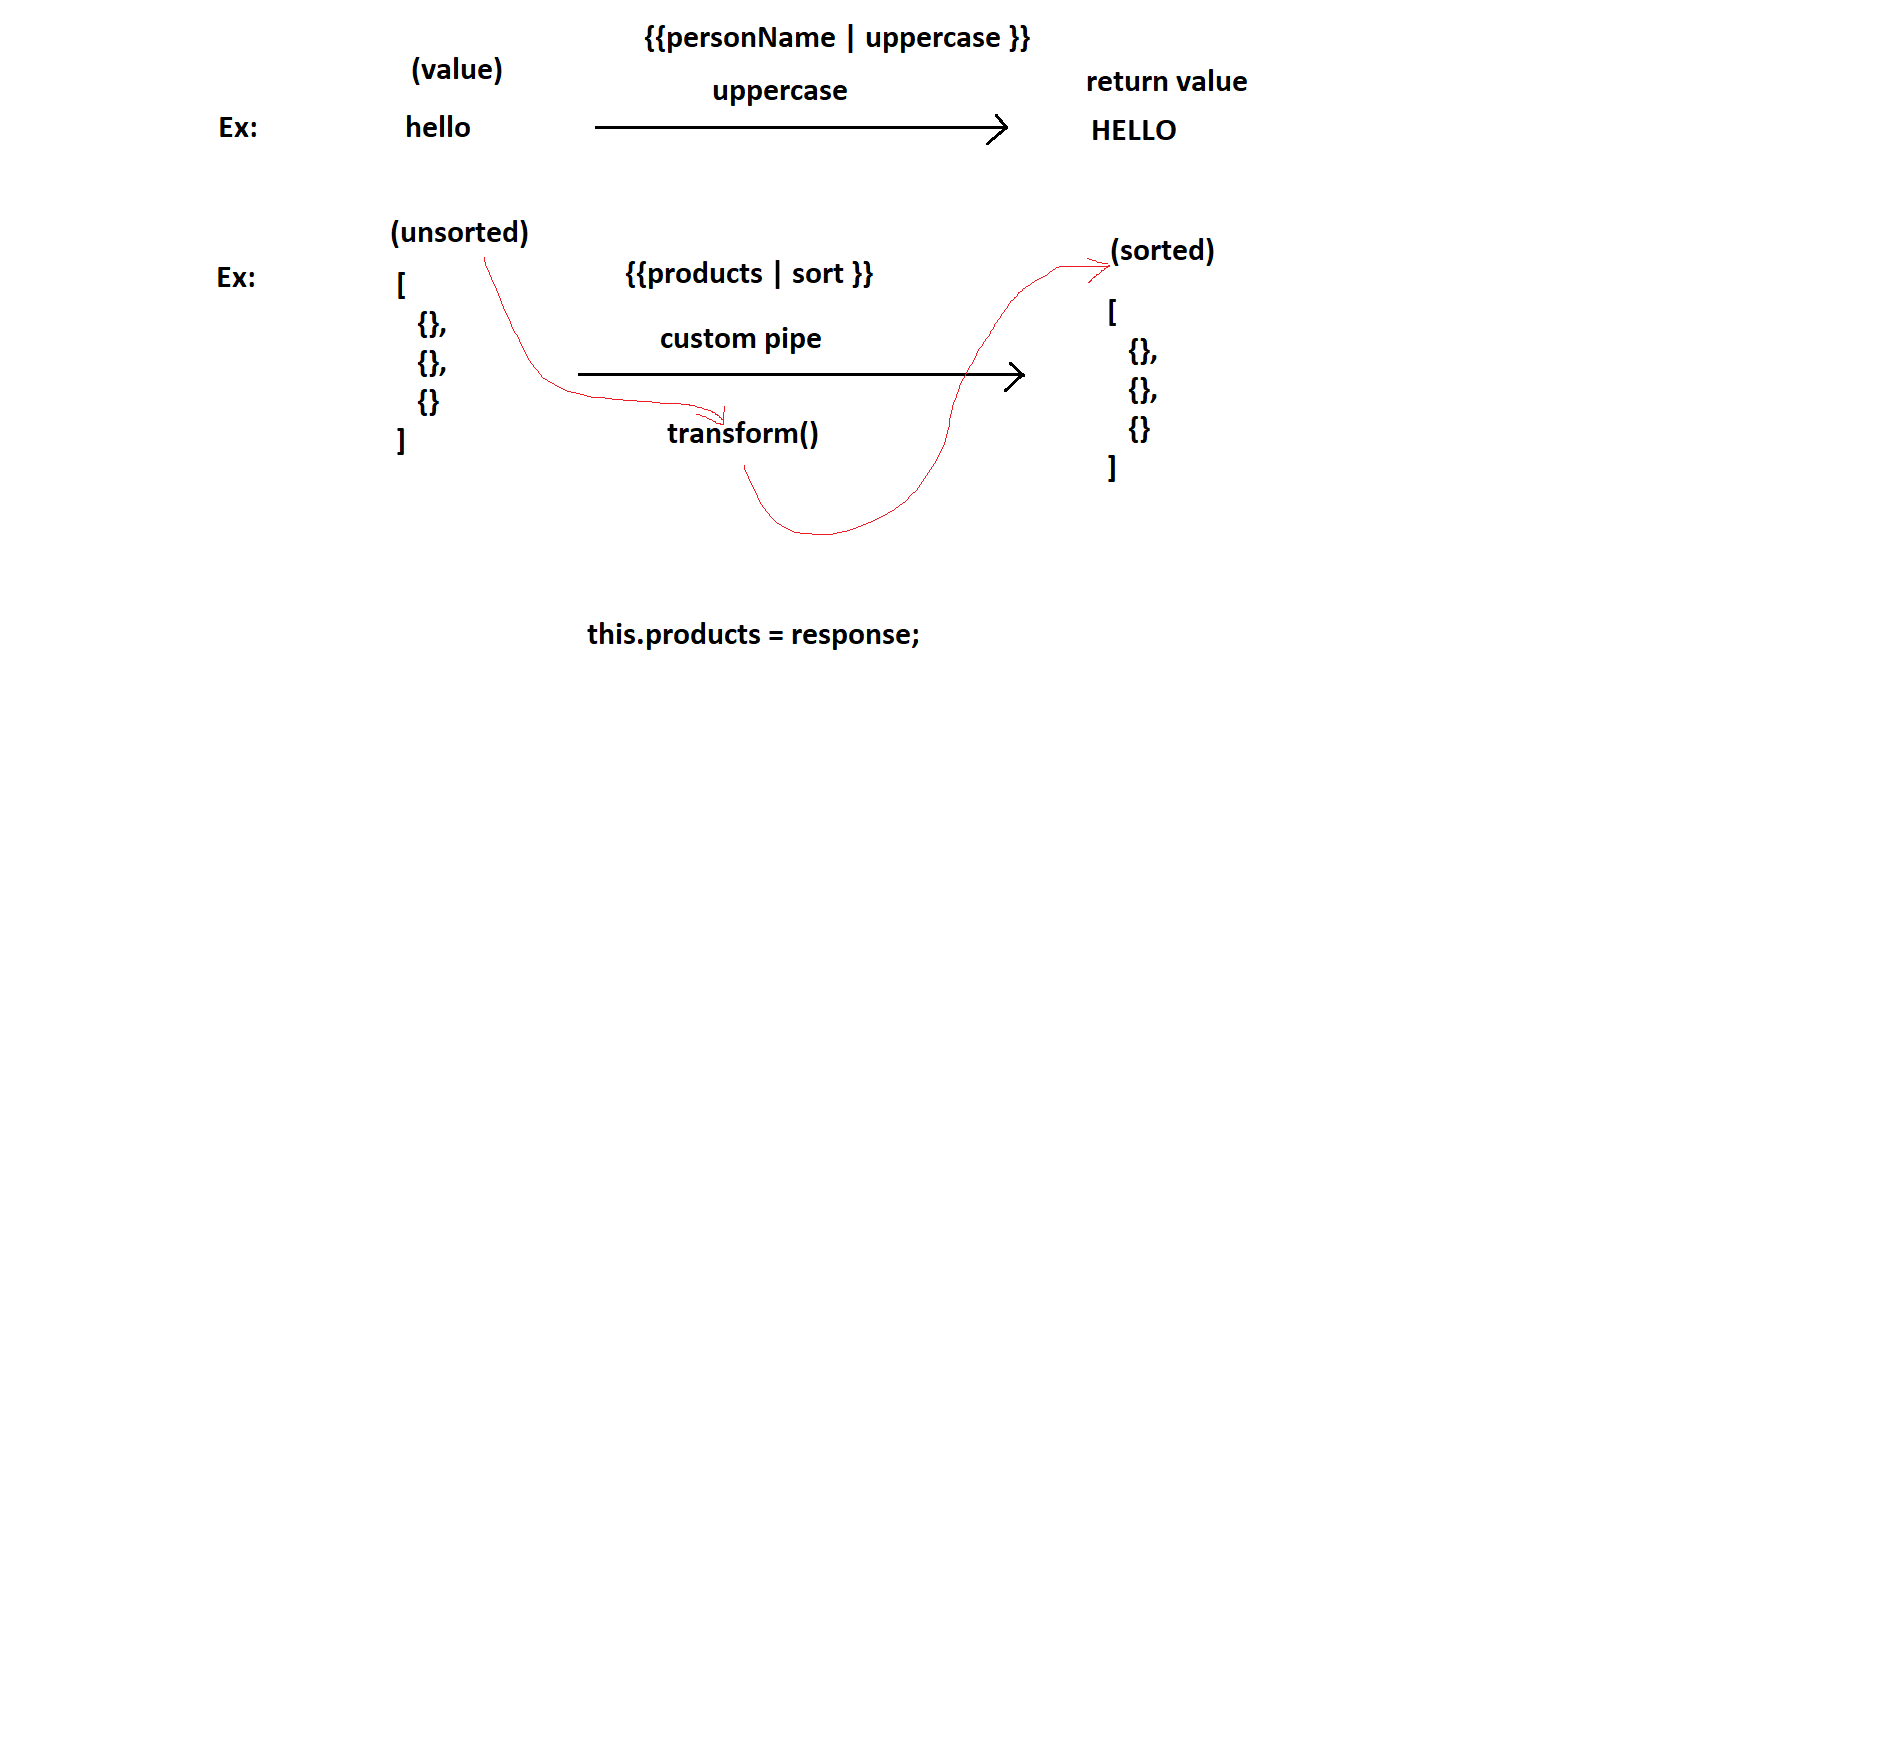 {{personName | uppercase }}
(value)
uppercase
return value
Ex:
hello
HELLO
(unsorted)
{{products | sort }}
(sorted)
Ex:
[
{},
{},
{}
]
custom pipe
transform()
[
{},
{},
{}
]
this.products = response;